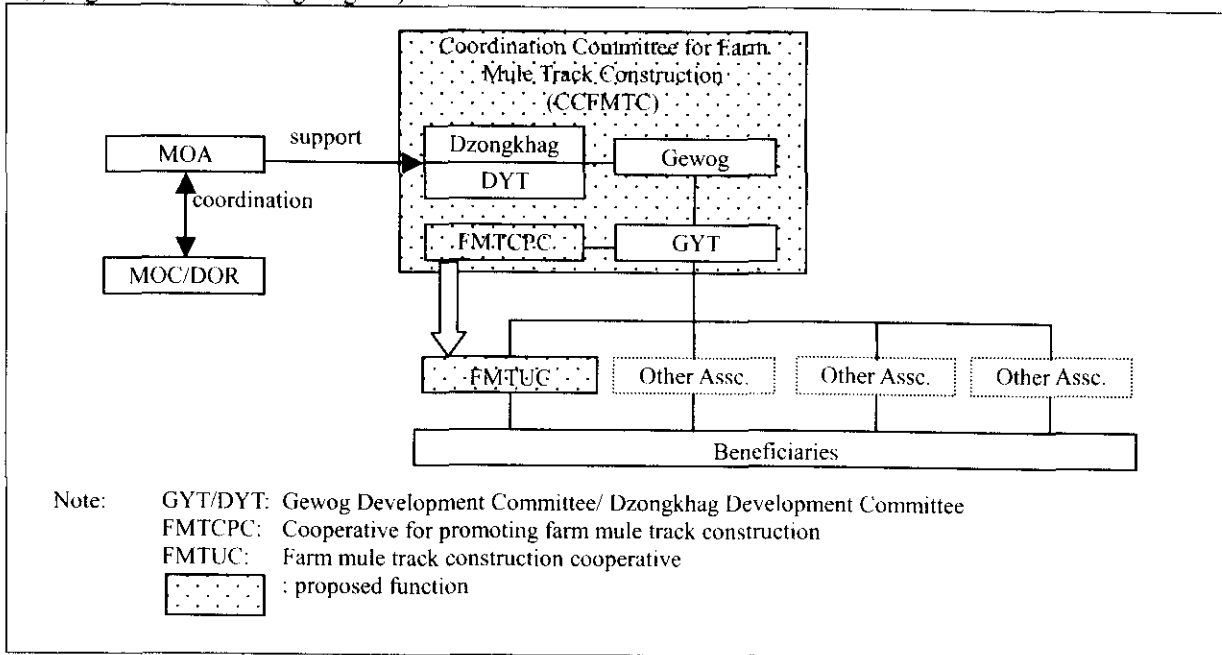 Coordination Committee for Farm
Mule Track Construction
(CCFMTC)
support
MOA
Dzongkhag
DYT
Gewog
coordination
FMTCPC
GYT
MOC/DOR
FMTUC
Other Assc.
Other Assc.
Other Assc.
Beneficiaries
Note: GYT/DYT: Gewog Development Committee/ Dzongkhag Development Committee
FMTCPC: Cooperative for promoting farm mule track construction
FMTUC: Farm mule track construction cooperative
: proposed function